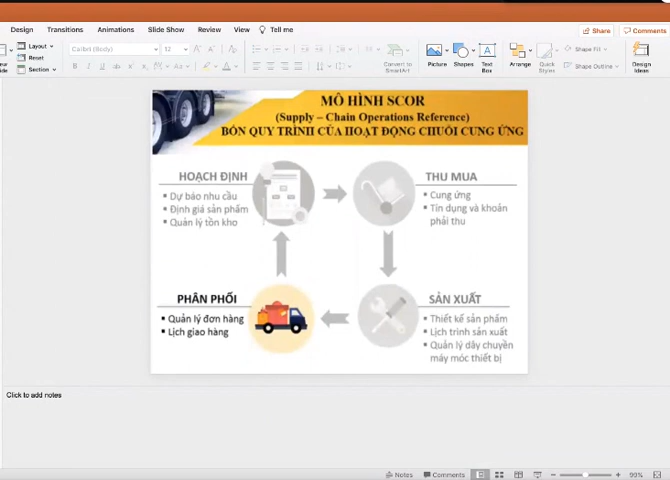 Design Transitions Animations Slide Show Review View Tell me Share Comments
Layout Reset Section
Calibri (Body) 12
Convert to SmartArt
Picture Shapes Text Box Arrange Quick Styles
Shape Fill
Shape Outline
Design Ideas
MÔ HÌNH SCOR
(Supply – Chain Operations Reference)
BỐN QUY TRÌNH CỦA HOẠT ĐỘNG CHUỖI CUNG ỨNG
HOẠCH ĐỊNH
Dự báo nhu cầu
Định giá sản phẩm
Quản lý tồn kho
THU MUA
Cung ứng
Tín dụng và khoản
phải thu
PHÂN PHỐI
Quản lý đơn hàng
Lịch giao hàng
SẢN XUẤT
Thiết kế sản phẩm
Lịch trình sản xuất
Quản lý dây chuyền
máy móc thiết bị
Click to add notes
Notes Comments 99%